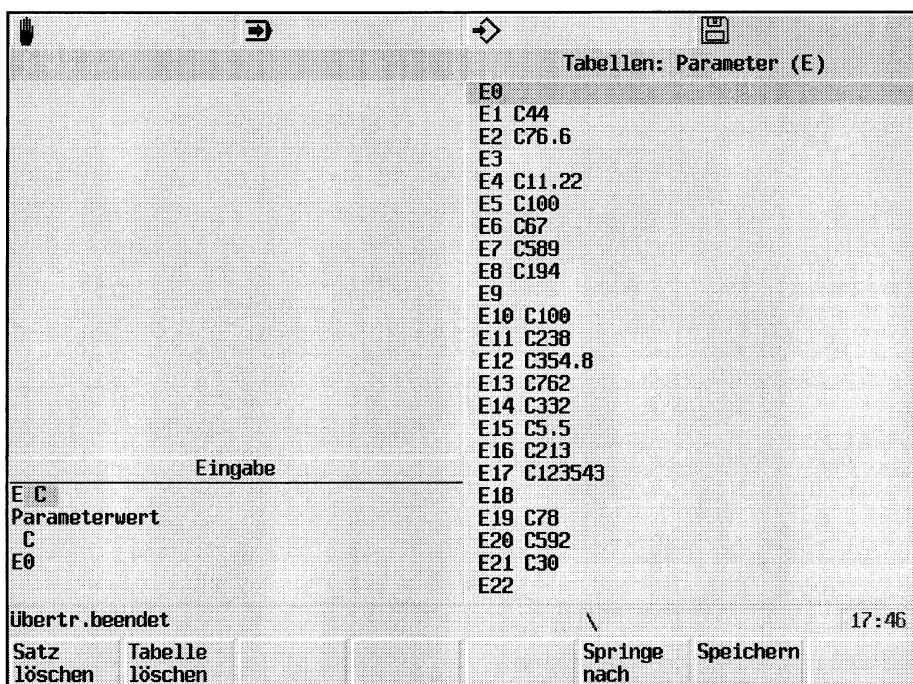 Tabellen: Parameter (E)
E0
E1 C44
E2 C76.6
E3
E4 C11.22
E5 C100
E6 C67
E7 C589
E8 C194
E9
E10 C100
E11 C238
E12 C354.8
E13 C762
E14 C332
E15 C5.5
E16 C213
E17 C123543
E18
E19 C78
E20 C592
E21 C30
E22
Eingabe
E C
Parameterwert
C
E0
übertr.beendet
\
17:46
Satz löschen
Tabelle löschen
Springe nach
Speichern